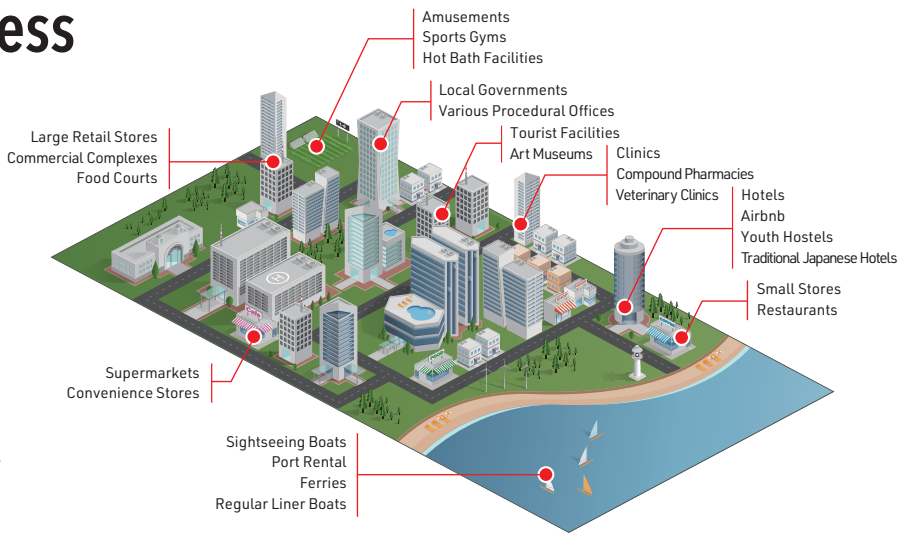 ess
Amusements
Sports Gyms
Hot Bath Facilities
Local Governments
Various Procedural Offices
Large Retail Stores
Commercial Complexes
Food Courts
Tourist Facilities
Art Museums
Clinics
Compound Pharmacies
Veterinary Clinics
Hotels
Airbnb
Youth Hostels
Traditional Japanese Hotels
Small Stores
Restaurants
H
Cafe
Supermarkets
Convenience Stores
Sightseeing Boats
Port Rental
Ferries
Regular Liner Boats